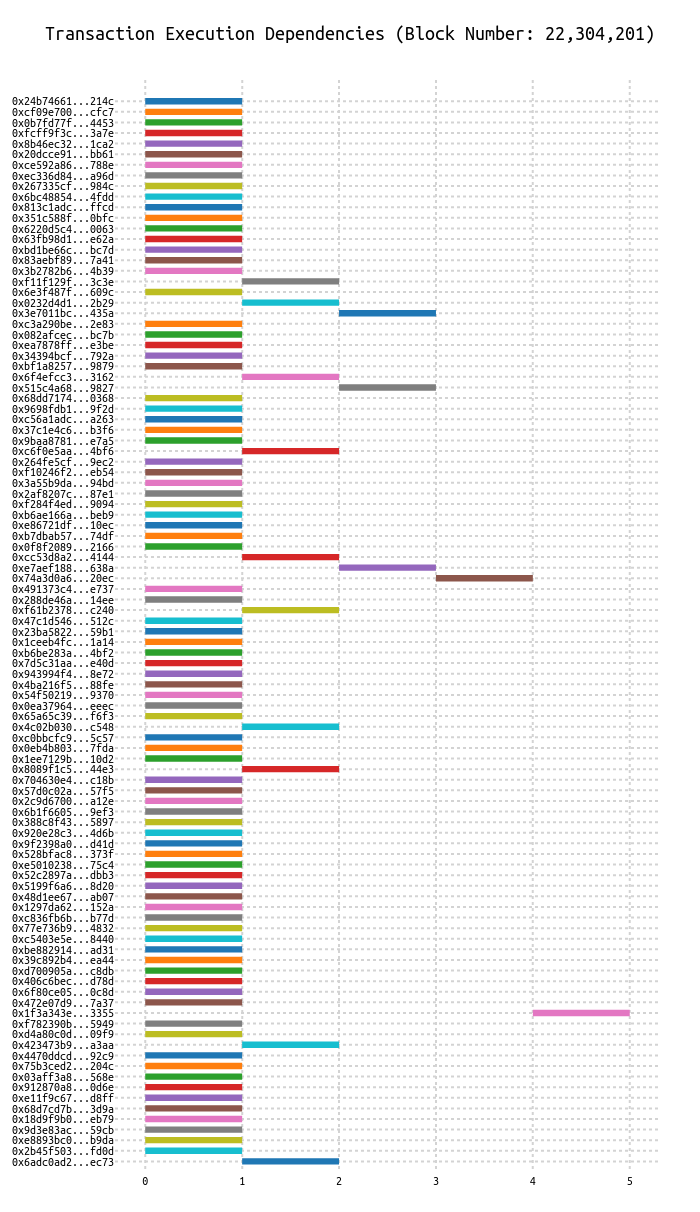 Transaction Execution Dependencies (Block Number: 22,304,201)
0x24b74661...214c
0xcf09e700...cfc7
0x0b7fd77f...4453
0xfcff9f3c...3a7e
0x8b46ec32...1ca2
0x20dcce91...bb61
0xce592a86...788e
0xec336d84...a96d
0x267335cf...984c
0x6bc48854...4fdd
0x813c1adc...ffcd
0x351c588f...0bfc
0x6220d5c4...0063
0x63fb98d1...e62a
0xbd1be66c...bc7d
0x83aebf89...7a41
0x3b2782b6...4b39
0xf11f129f...3c3e
0x6e3f487f...609c
0x0232d4d1...2b29
0x3e7011bc...435a
0xc3a290be...2e83
0x082afcec...bc7b
0xea7878ff...e3be
0x34394bcf...792a
0xbf1a8257...9879
0x6f4efcc3...3162
0x515c4a68...9827
0x68dd7174...0368
0x9698fdb1...9f2d
0xc56a1adc...a263
0x37c1e4c6...b3f6
0x9baa8781...e7a5
0xc6f0e5aa...4bf6
0x264fe5cf...9ec2
0xf10246f2...eb54
0x3a55b9da...94bd
0x2af8207c...87e1
0xf284f4ed...9094
0xb6ae166a...beb9
0xe86721df...10ec
0xb7dbab57...74df
0x0f8f2089...2166
0xcc53d8a2...4144
0xe7aef188...638a
0x74a3d0a6...20ec
0x491373c4...e737
0x288de46a...14ee
0xf61b2378...c240
0x47c1d546...512c
0x23ba5822...59b1
0x1ceeb4fc...1a14
0xb6be283a...4bf2
0x7d5c31aa...e40d
0x943994f4...8e72
0x4ba216f5...88fe
0x54f50219...9370
0x0ea37964...eeec
0x65a65c39...f6f3
0x4c02b030...c548
0xc0bbcfc9...5c57
0x0eb4b803...7fda
0x1ee7129b...10d2
0x8089f1c5...44e3
0x704630e4...c18b
0x57d0c02a...57f5
0x2c9d6700...a12e
0x6b1f6605...9ef3
0x388c8f43...5897
0x920e28c3...4d6b
0x9f2398a0...d41d
0x528bfac8...373f
0xe5010238...75c4
0x52c2897a...dbb3
0x5199f6a6...8d20
0x48d1ee67...ab07
0x1297da62...152a
0xc836fb6b...b77d
0x77e736b9...4832
0xc5403e5e...8440
0xbe882914...ad31
0x39c892b4...ea44
0xd700905a...c8db
0x406c6bec...d78d
0x6f80ce05...0c8d
0x472e07d9...7a37
0x1f3a343e...3355
0xf782390b...5949
0xd4a80c0d...09f9
0x423473b9...a3aa
0x4470ddcd...92c9
0x75b3ced2...204c
0x03aff3a8...568e
0x912870a8...0d6e
0xe11f9c67...d8ff
0x68d7cd7b...3d9a
0x18d9f9b0...eb79
0x9d3e83ac...59cb
0xe8893bc0...b9da
0x2b45f503...fd0d
0x6adc0ad2...ec73
0 1 2 3 4 5